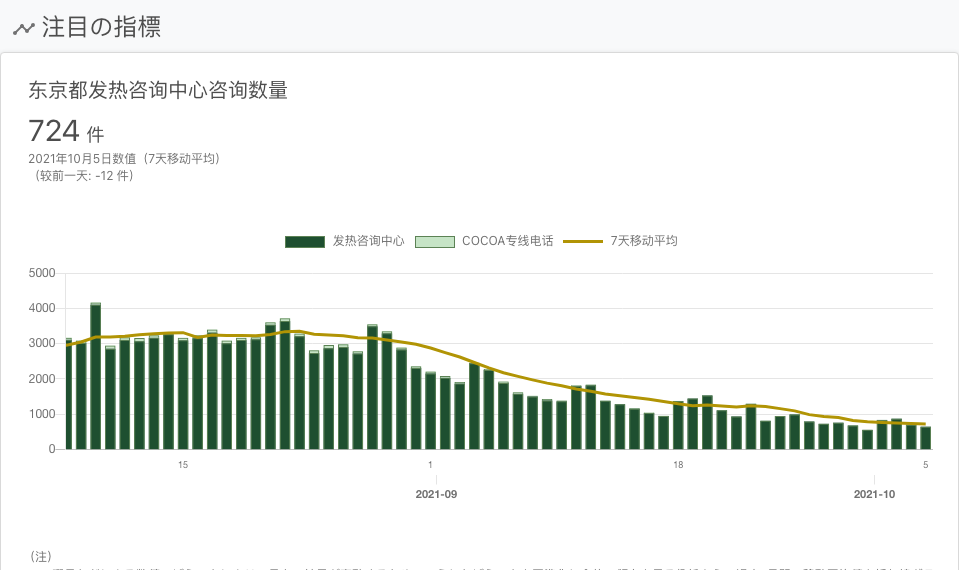 注目の指標
东京都发热咨询中心咨询数量
724 件
2021年10月5日数值（7天移动平均）
（较前一天: -12 件）
发热咨询中心 COCOA专线电话 7天移动平均
5000
4000
3000
2000
1000
0
15 1 18 5
2021-09 2021-10
(注)